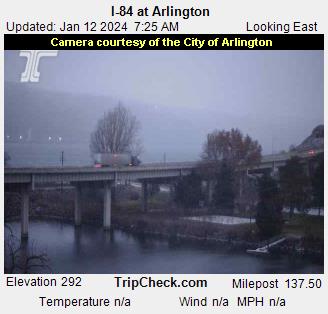 I-84 at Arlington
Updated: Jan 12 2024 7:25 AM Looking East
Camera courtesy of the City of Arlington
Elevation 292 TripCheck.com Milepost 137.50
Temperature n/a Wind n/a MPH n/a